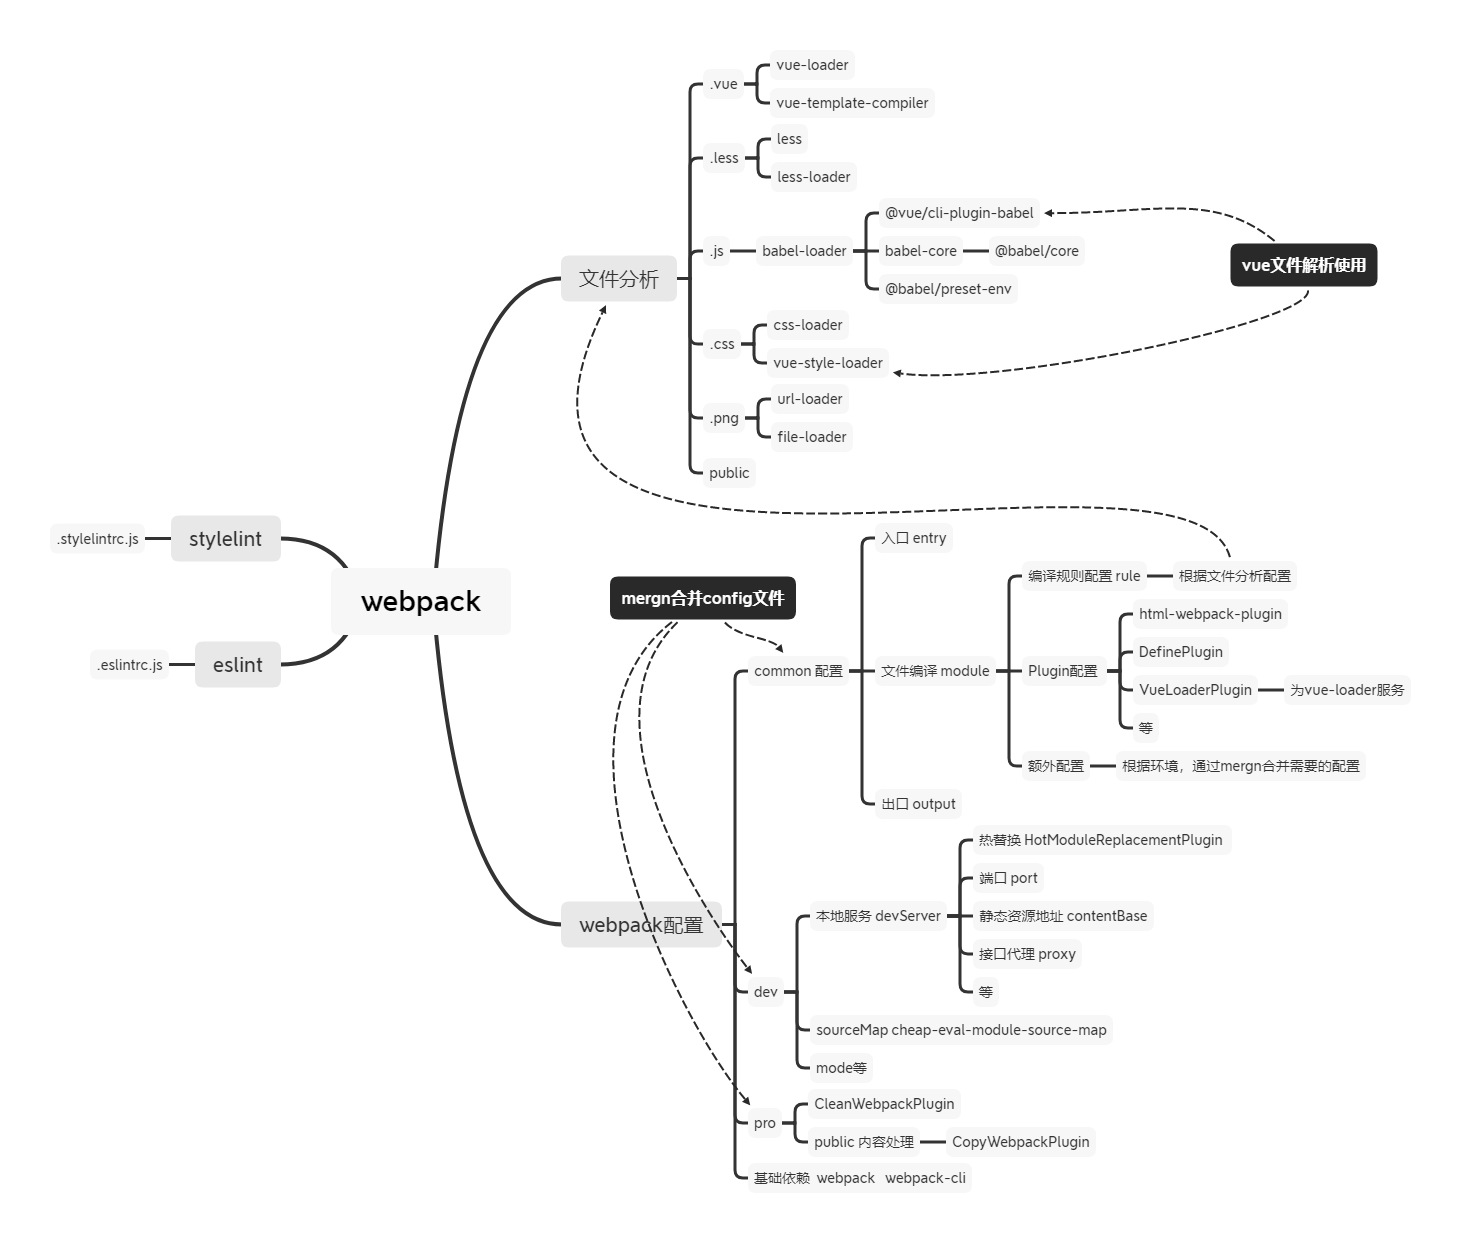 webpack
文件分析
.vue
vue-loader
vue-template-compiler
.less
less
less-loader
.js
babel-loader
@vue/cli-plugin-babel
babel-core
@babel/core
@babel/preset-env
.css
css-loader
vue-style-loader
.png
url-loader
file-loader
public
vue文件解析使用
stylelint
.stylelintrc.js
eslint
.eslintrc.js
mergn合并config文件
webpack配置
common 配置
入口 entry
文件编译 module
编译规则配置 rule
根据文件分析配置
Plugin配置
html-webpack-plugin
DefinePlugin
VueLoaderPlugin
为vue-loader服务
等
额外配置
根据环境，通过mergn合并需要的配置
出口 output
dev
本地服务 devServer
热替换 HotModuleReplacementPlugin
端口 port
静态资源地址 contentBase
接口代理 proxy
等
sourceMap cheap-eval-module-source-map
mode等
pro
CleanWebpackPlugin
public 内容处理
CopyWebpackPlugin
基础依赖 webpack webpack-cli